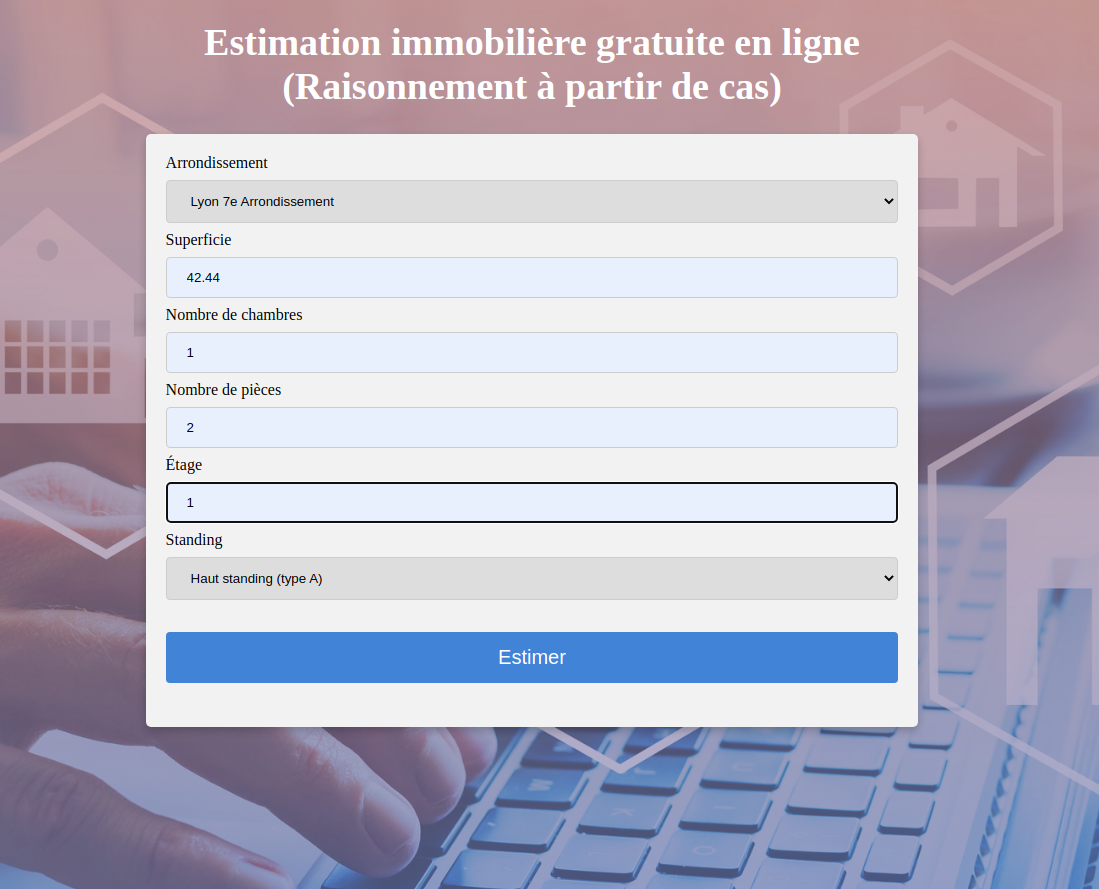 Estimation immobilière gratuite en ligne
(Raisonnement à partir de cas)
Arrondissement
Lyon 7e Arrondissement
Superficie
42.44
Nombre de chambres
1
Nombre de pièces
2
Étage
1
Standing
Haut standing (type A)
Estimer